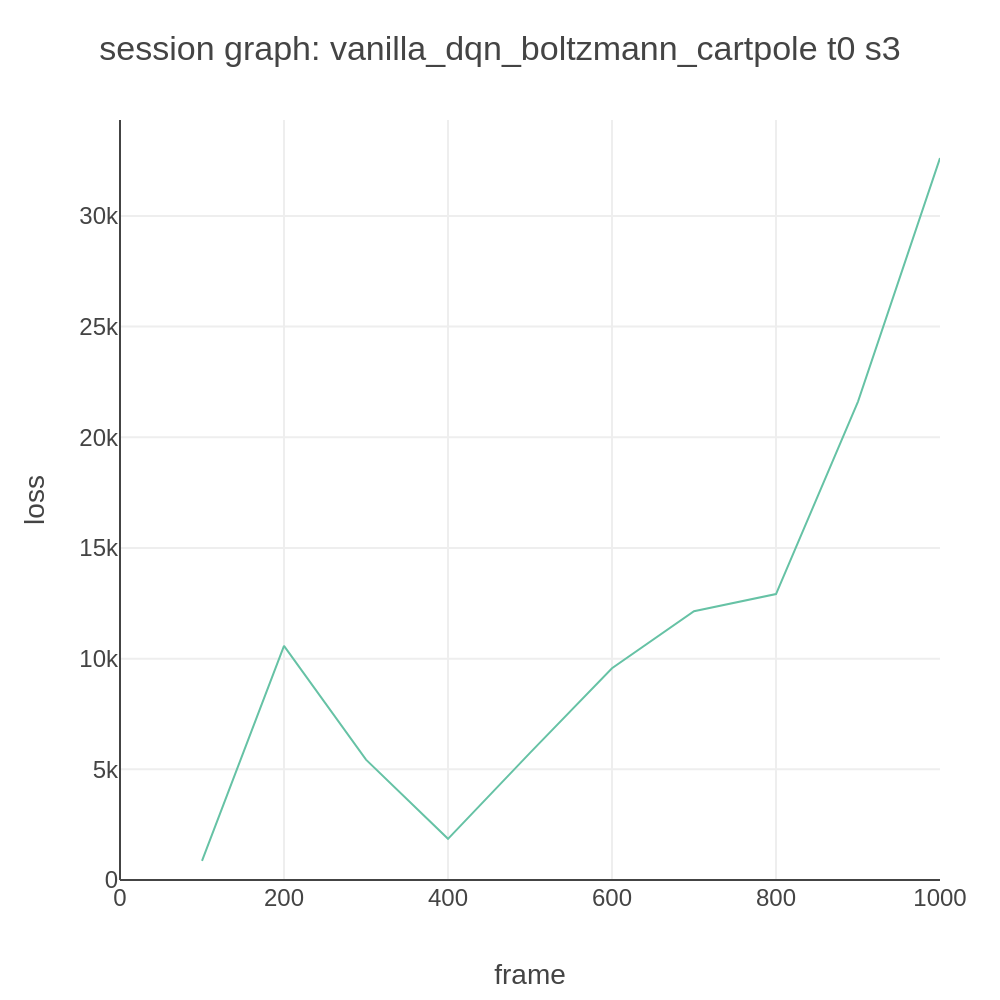 session graph: vanilla_dqn_boltzmann_cartpole t0 s3
30k
25k
20k
15k
10k
5k
0
loss
0 200 400 600 800 1000
frame